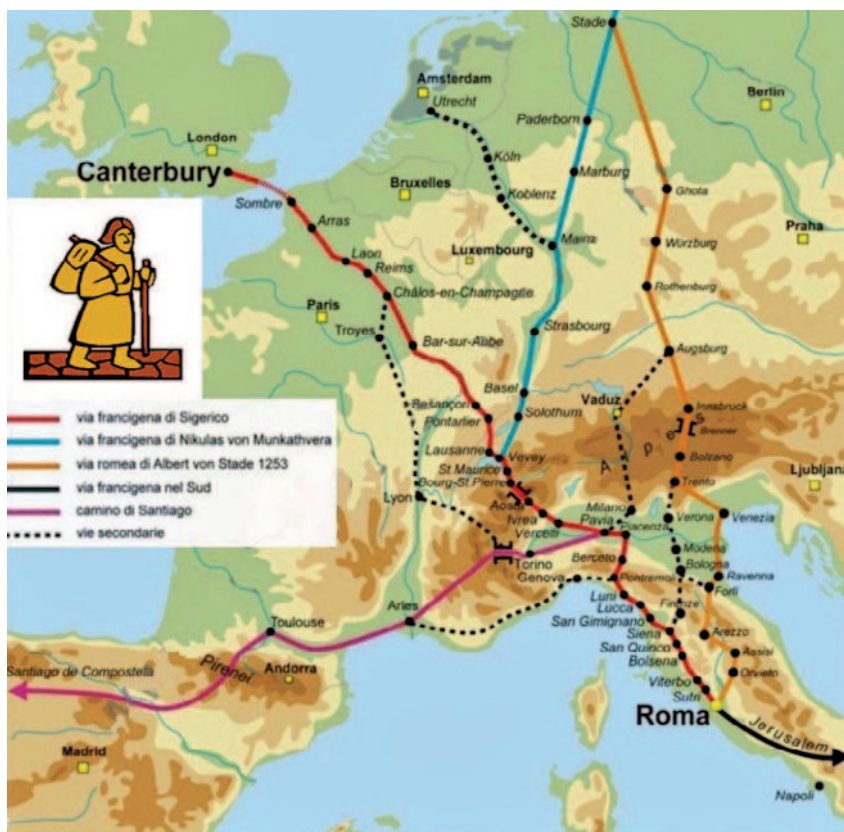 Stade
Amsterdam
Utrecht
Berlin
Paderborn
London
Köln
Canterbury
Marburg
Bruxelles
Koblenz
Ghota
Sombre
Arras
Praha
Mainz
Würzburg
Luxembourg
Laon
Reims
Rothenburg
Châlos-en-Champagne
Paris
Troyes
Strasbourg
Bar-sur-Albe
Augsburg
Basel
Vaduz
Besançon
Solothurn
Innsbruck
Pontarlier
Brenner
Alpes
via francigena di Sigerico
via francigena di Nikulas von Munkathvera
via romea di Albert von Stade 1253
via francigena nel Sud
camino di Santiago
vie secondarie
Lausanne
Vevey
Bolzano
St Maurice
Ljubljana
Bourg-St.Pierre
Trento
Lyon
Aosta
Milano
Ivrea
Pavia
Verona
Venezia
Vercelli
Piacenza
Torino
Berceto
Modena
Bologna
Genova
Pontremoli
Ravenna
Forlì
Luni
Arles
Lucca
Firenze
Toulouse
San Gimignano
Siena
Arezzo
San Quirico
Assisi
Santiago de Compostella
Pirenei
Andorra
Bolsena
Orvieto
Viterbo
Sutri
Roma
Jerusalem
Madrid
Napoli